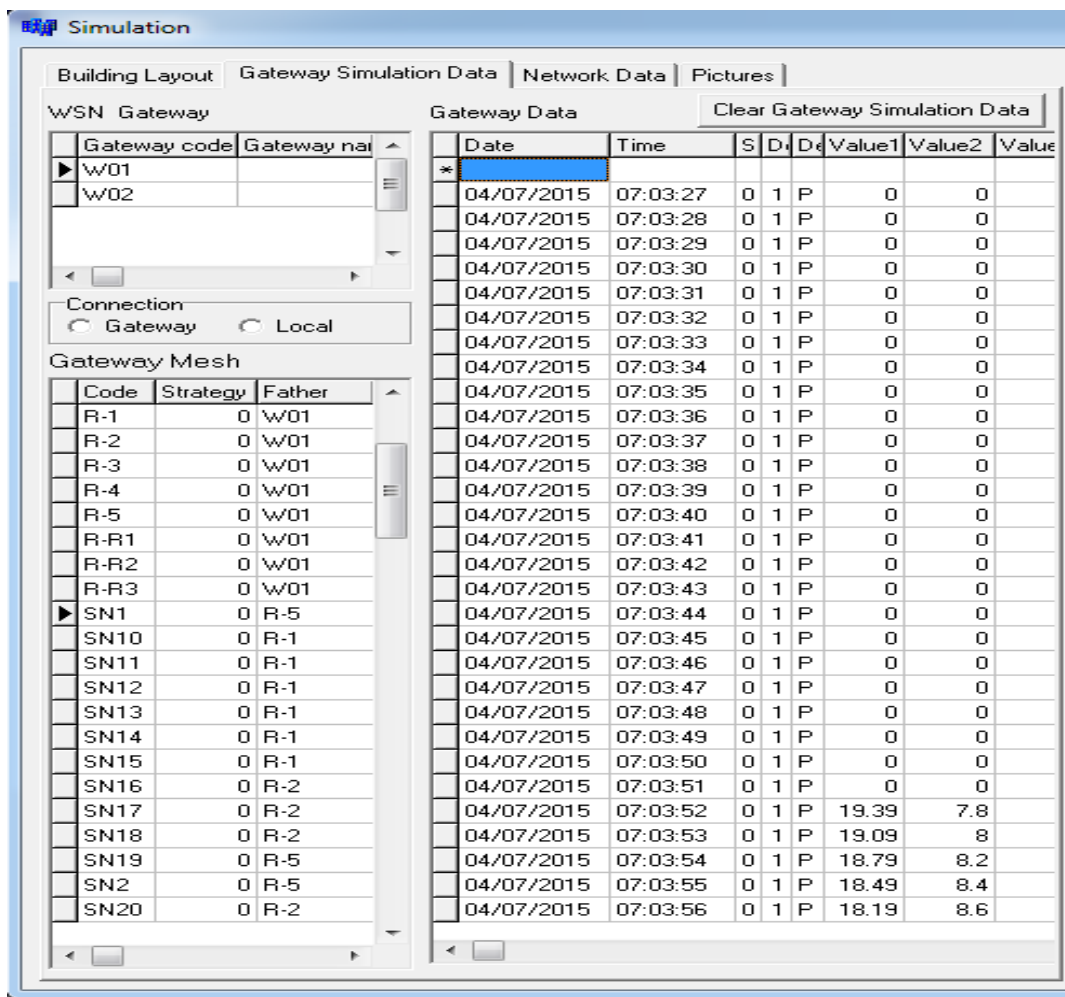 Simulation
Building Layout Gateway Simulation Data Network Data Pictures
WSN Gateway
Gateway code Gateway nai
W01
W02
Connection
Gateway Local
Gateway Mesh
Code Strategy Father
R-1 0 W01
R-2 0 W01
R-3 0 W01
R-4 0 W01
R-5 0 W01
R-R1 0 W01
R-R2 0 W01
R-R3 0 W01
SN1 0 R-5
SN10 0 R-1
SN11 0 R-1
SN12 0 R-1
SN13 0 R-1
SN14 0 R-1
SN15 0 R-1
SN16 0 R-2
SN17 0 R-2
SN18 0 R-2
SN19 0 R-5
SN2 0 R-5
SN20 0 R-2
Gateway Data Clear Gateway Simulation Data
Date Time S D De Value1 Value2 Value
*
04/07/2015 07:03:27 0 1 P 0 0
04/07/2015 07:03:28 0 1 P 0 0
04/07/2015 07:03:29 0 1 P 0 0
04/07/2015 07:03:30 0 1 P 0 0
04/07/2015 07:03:31 0 1 P 0 0
04/07/2015 07:03:32 0 1 P 0 0
04/07/2015 07:03:33 0 1 P 0 0
04/07/2015 07:03:34 0 1 P 0 0
04/07/2015 07:03:35 0 1 P 0 0
04/07/2015 07:03:36 0 1 P 0 0
04/07/2015 07:03:37 0 1 P 0 0
04/07/2015 07:03:38 0 1 P 0 0
04/07/2015 07:03:39 0 1 P 0 0
04/07/2015 07:03:40 0 1 P 0 0
04/07/2015 07:03:41 0 1 P 0 0
04/07/2015 07:03:42 0 1 P 0 0
04/07/2015 07:03:43 0 1 P 0 0
04/07/2015 07:03:44 0 1 P 0 0
04/07/2015 07:03:45 0 1 P 0 0
04/07/2015 07:03:46 0 1 P 0 0
04/07/2015 07:03:47 0 1 P 0 0
04/07/2015 07:03:48 0 1 P 0 0
04/07/2015 07:03:49 0 1 P 0 0
04/07/2015 07:03:50 0 1 P 0 0
04/07/2015 07:03:51 0 1 P 0 0
04/07/2015 07:03:52 0 1 P 19.39 7.8
04/07/2015 07:03:53 0 1 P 19.09 8
04/07/2015 07:03:54 0 1 P 18.79 8.2
04/07/2015 07:03:55 0 1 P 18.49 8.4
04/07/2015 07:03:56 0 1 P 18.19 8.6